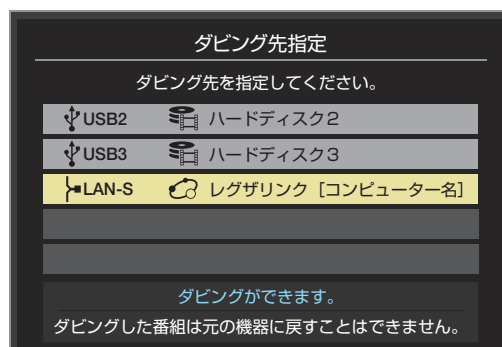 ダビング先指定
ダビング先を指定してください。
USB2 ハードディスク2
USB3 ハードディスク3
LAN-S レグザリンク［コンピューター名］
ダビングができます。
ダビングした番組は元の機器に戻すことはできません。